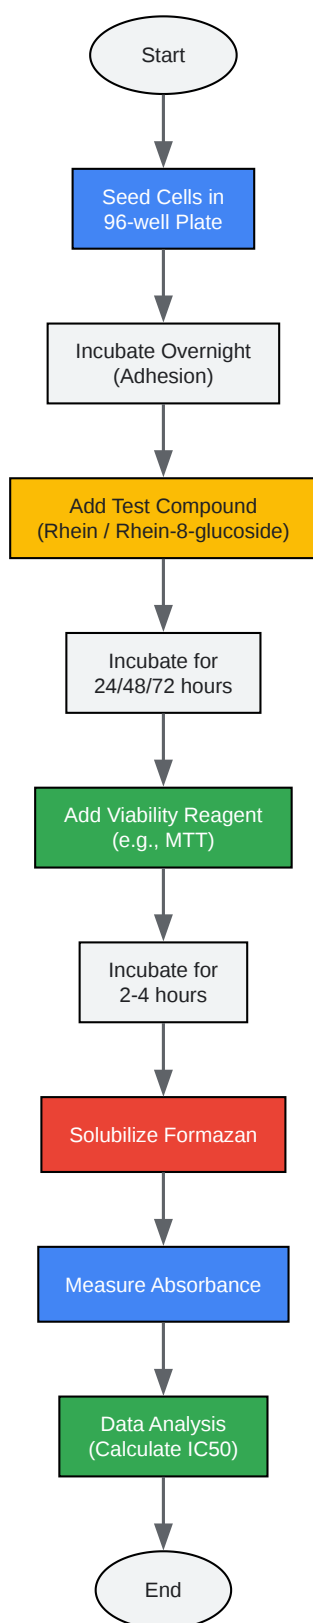 Start
Seed Cells in
96-well Plate
Incubate Overnight
(Adhesion)
Add Test Compound
(Rhein / Rhein-8-glucoside)
Incubate for
24/48/72 hours
Add Viability Reagent
(e.g., MTT)
Incubate for
2-4 hours
Solubilize Formazan
Measure Absorbance
Data Analysis
(Calculate IC50)
End